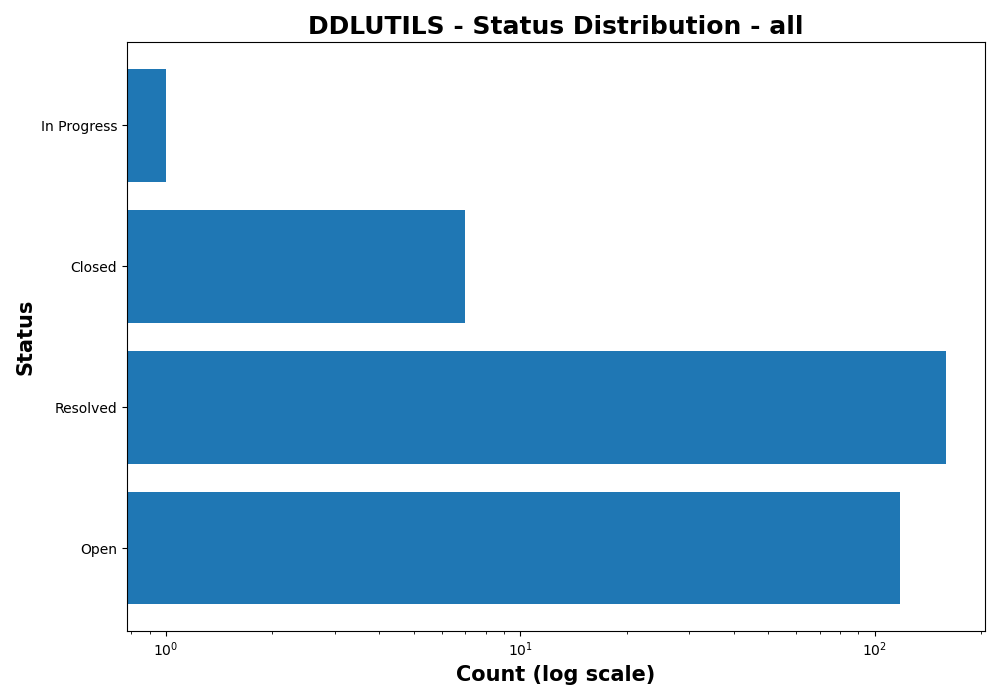 DDLUTILS - Status Distribution - all
In Progress
Closed
Resolved
Open
Status
10⁰ 10¹ 10²
Count (log scale)